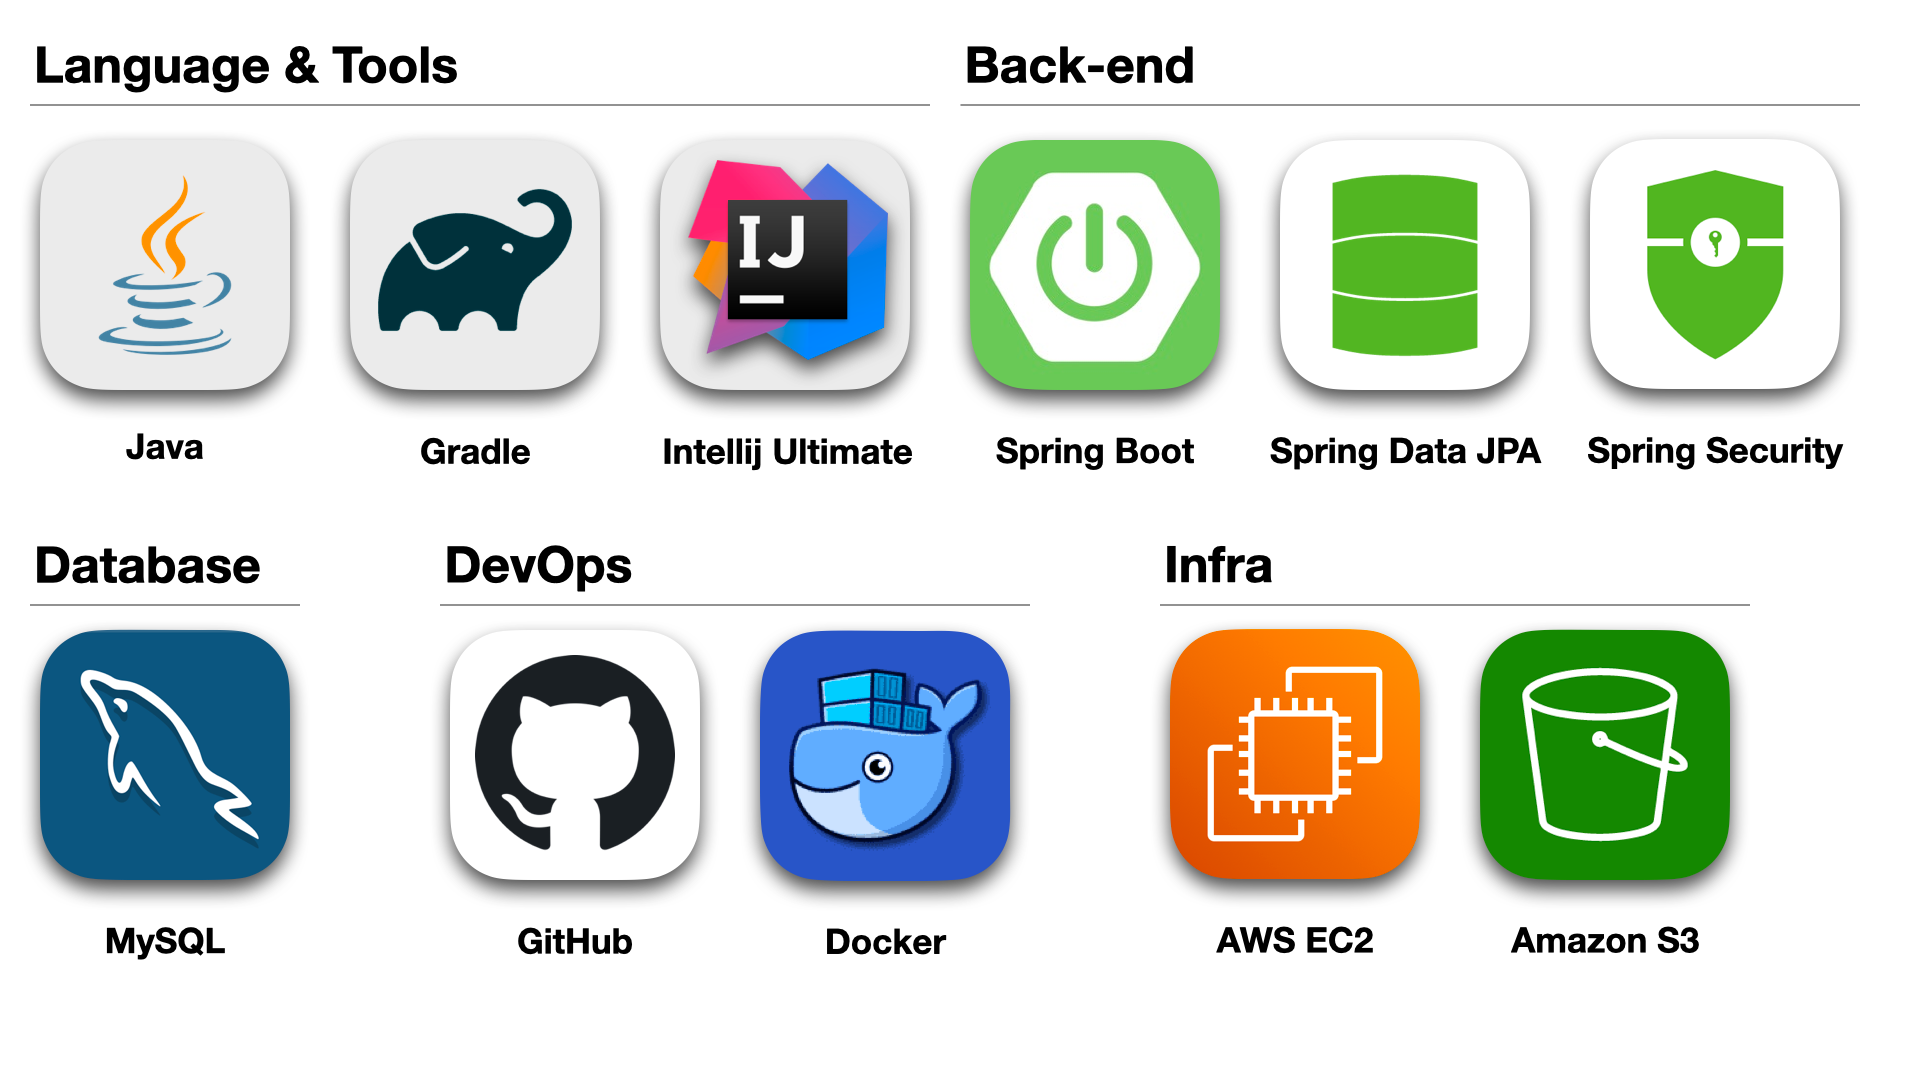 Language & Tools
Back-end
IJ
Java
Gradle
Intellij Ultimate
Spring Boot
Spring Data JPA
Spring Security
Database
DevOps
Infra
MySQL
GitHub
Docker
AWS EC2
Amazon S3